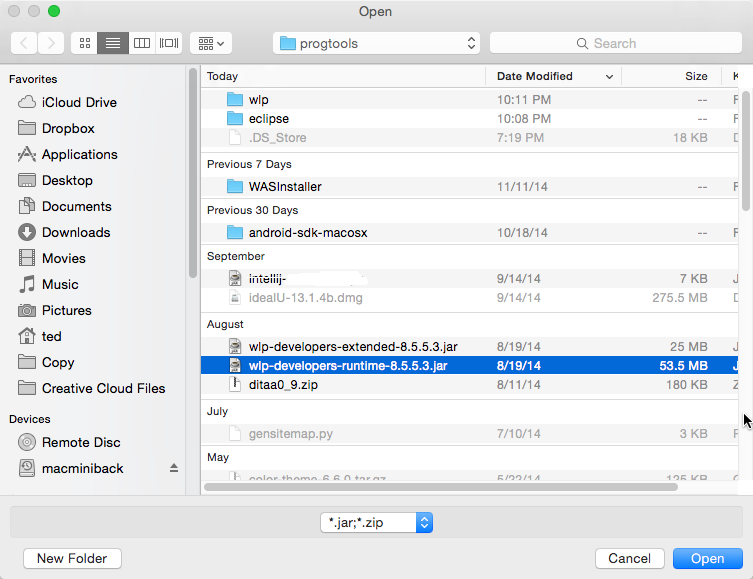 Open
progtools
Search
Favorites
iCloud Drive
Dropbox
Applications
Desktop
Documents
Downloads
Movies
Music
Pictures
ted
Copy
Creative Cloud Files
Devices
Remote Disc
macminiback
Today Date Modified Size
wlp 10:11 PM --
eclipse 10:08 PM --
.DS_Store 7:19 PM 18 KB
Previous 7 Days
WASInstaller 11/11/14 --
Previous 30 Days
android-sdk-macosx 10/18/14 --
September
intellij- 9/14/14 7 KB
idealU-13.1.4b.dmg 9/14/14 275.5 MB
August
wlp-developers-extended-8.5.5.3.jar 8/19/14 25 MB
wlp-developers-runtime-8.5.5.3.jar 8/19/14 53.5 MB
ditaa0_9.zip 8/11/14 180 KB
July
gensitemap.py 7/10/14 3 KB
May
color-theme-6.6.0.tar.gz 5/22/14 125 KB
*.jar;*.zip
New Folder Cancel Open